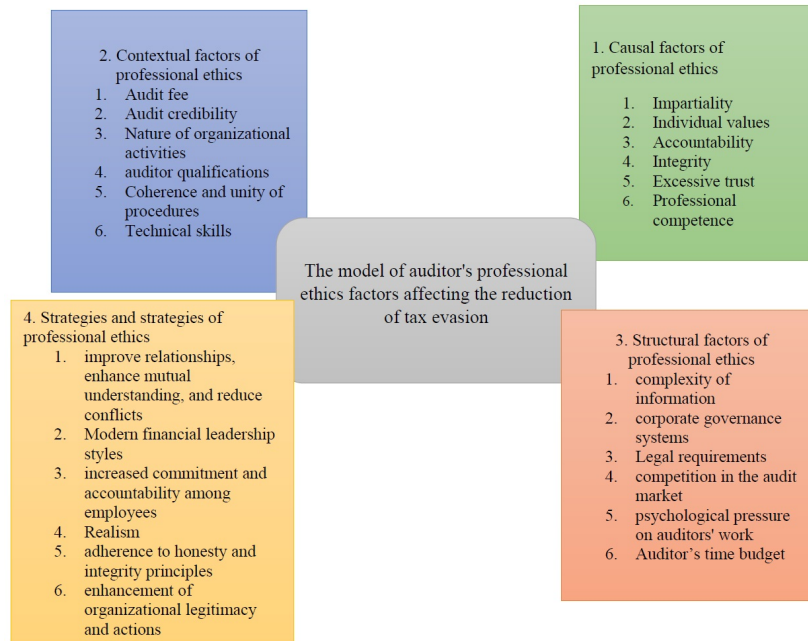 2. Contextual factors of
professional ethics
1. Audit fee
2. Audit credibility
3. Nature of organizational
activities
4. auditor qualifications
5. Coherence and unity of
procedures
6. Technical skills
1. Causal factors of
professional ethics
1. Impartiality
2. Individual values
3. Accountability
4. Integrity
5. Excessive trust
6. Professional
competence
The model of auditor's professional
ethics factors affecting the reduction
of tax evasion
4. Strategies and strategies of
professional ethics
1. improve relationships,
enhance mutual
understanding, and reduce
conflicts
2. Modern financial leadership
styles
3. increased commitment and
accountability among
employees
4. Realism
5. adherence to honesty and
integrity principles
6. enhancement of
organizational legitimacy
and actions
3. Structural factors of
professional ethics
1. complexity of
information
2. corporate governance
systems
3. Legal requirements
4. competition in the audit
market
5. psychological pressure
on auditors' work
6. Auditor’s time budget